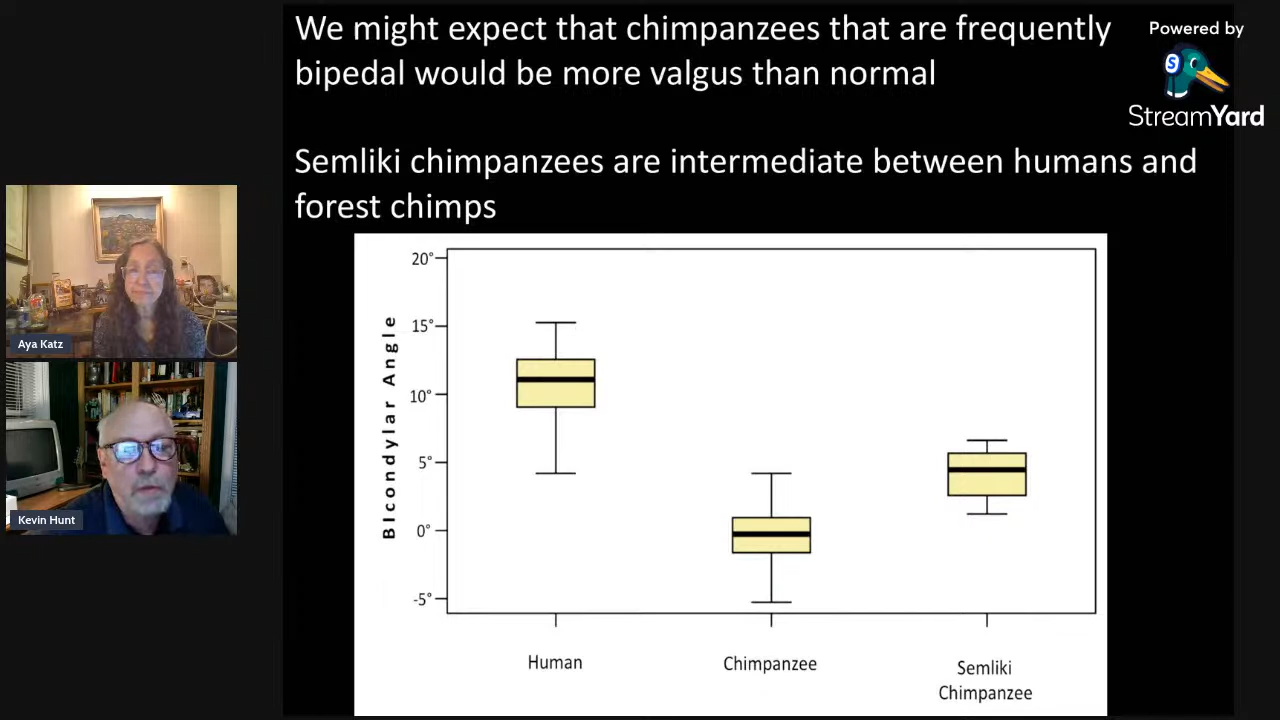 We might expect that chimpanzees that are frequently
bipedal would be more valgus than normal
Semliki chimpanzees are intermediate between humans and
forest chimps
Powered by
StreamYard
Aya Katz
Kevin Hunt
BIcondylar Angle
20°
15°
10°
5°
0°
-5°
Human
Chimpanzee
Semliki
Chimpanzee